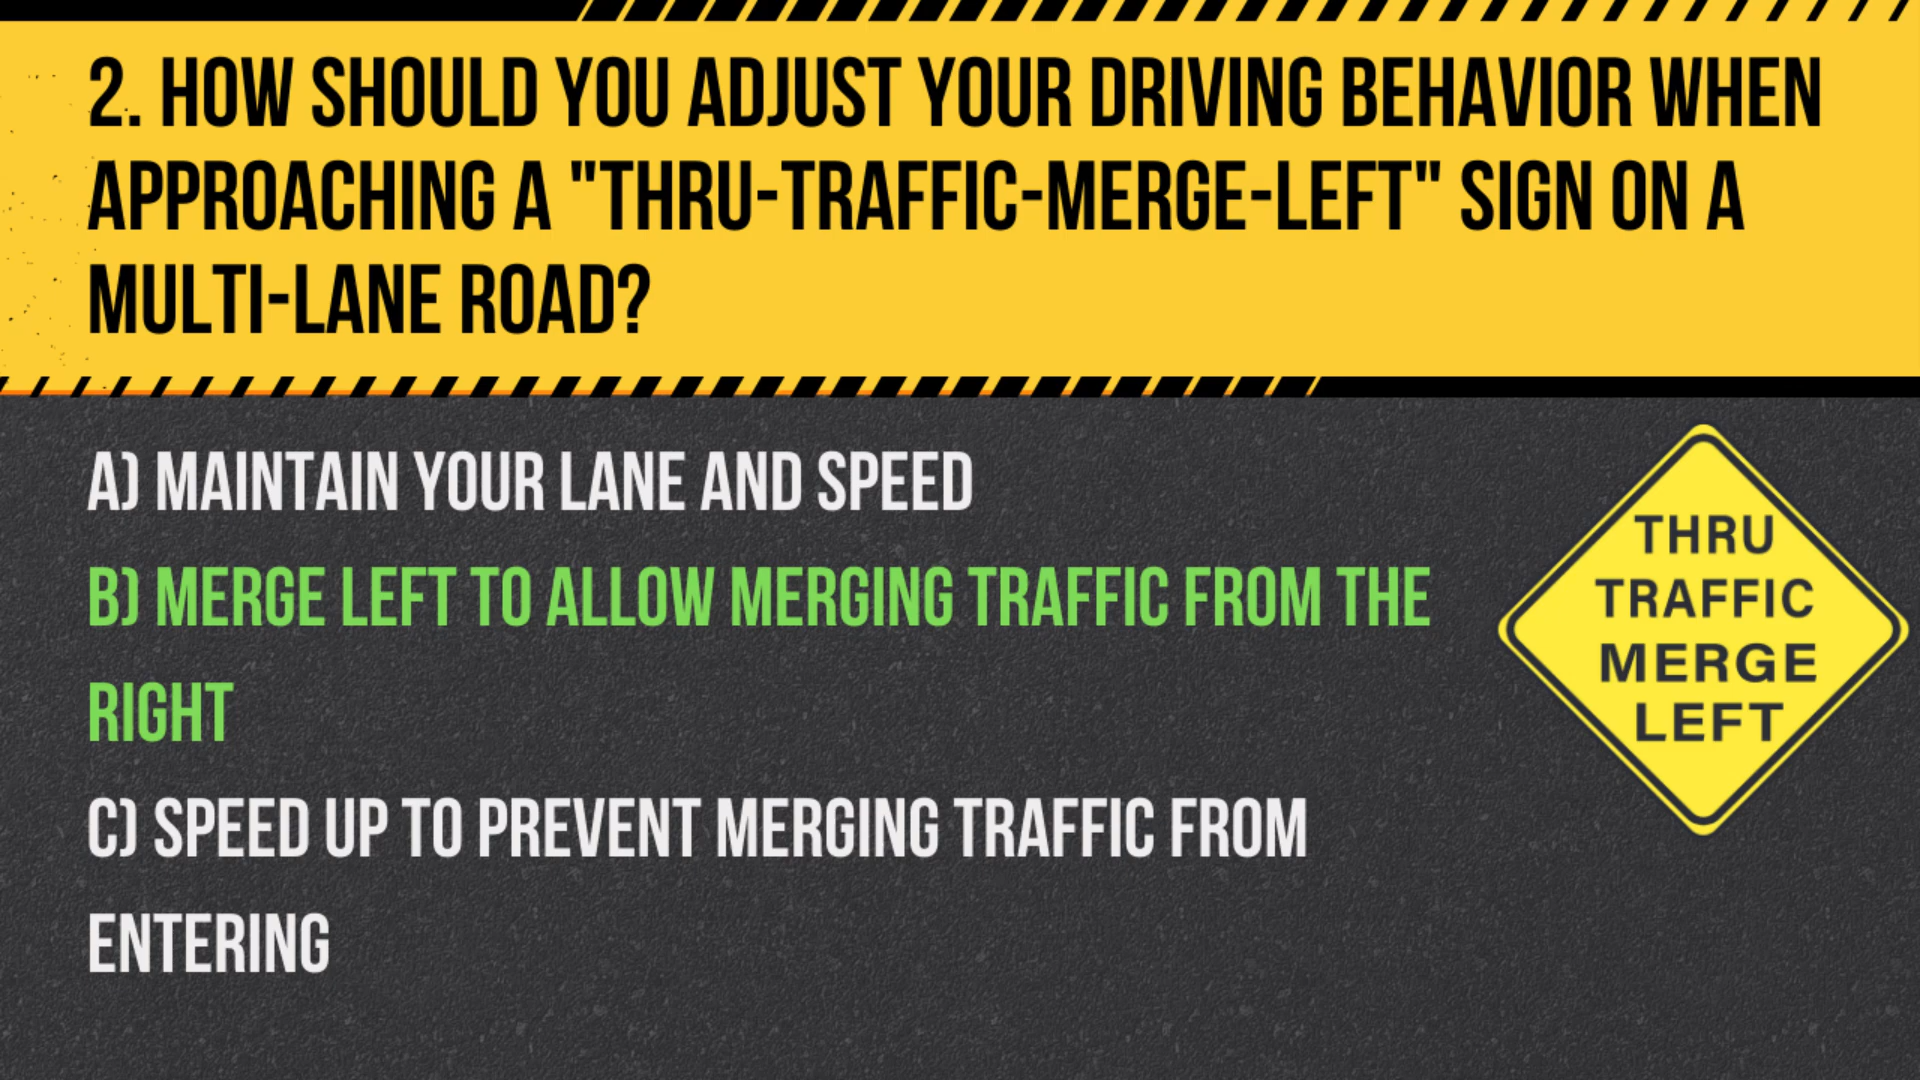 2. HOW SHOULD YOU ADJUST YOUR DRIVING BEHAVIOR WHEN
APPROACHING A "THRU-TRAFFIC-MERGE-LEFT" SIGN ON A
MULTI-LANE ROAD?
A) MAINTAIN YOUR LANE AND SPEED
B) MERGE LEFT TO ALLOW MERGING TRAFFIC FROM THE
RIGHT
C) SPEED UP TO PREVENT MERGING TRAFFIC FROM
ENTERING
THRU
TRAFFIC
MERGE
LEFT